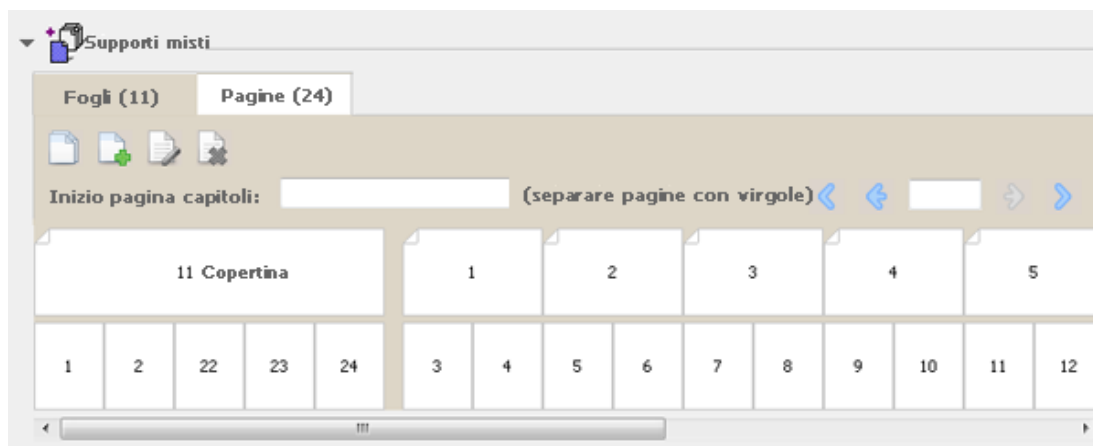 Supporti misti
Fogli (11) Pagine (24)
Inizio pagina capitoli: (separare pagine con virgole)
11 Copertina 1 2 3 4 5
1 2 22 23 24 3 4 5 6 7 8 9 10 11 12